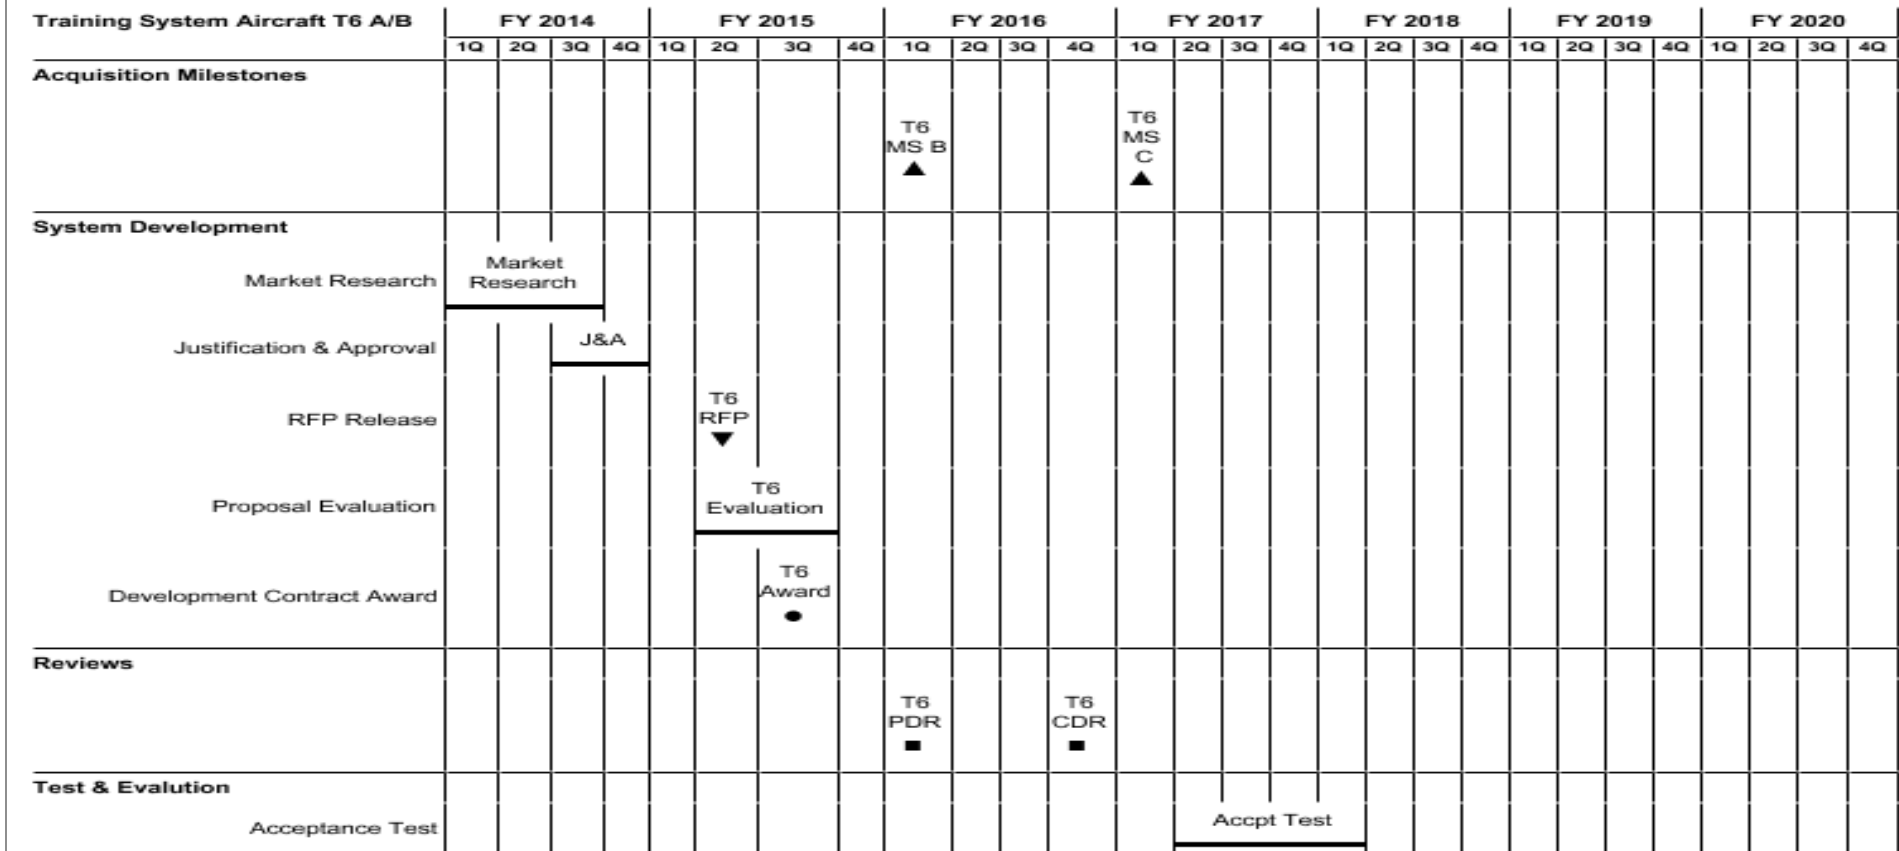 Training System Aircraft T6 A/B FY 2014 FY 2015 FY 2016 FY 2017 FY 2018 FY 2019 FY 2020
1Q 2Q 3Q 4Q 1Q 2Q 3Q 4Q 1Q 2Q 3Q 4Q 1Q 2Q 3Q 4Q 1Q 2Q 3Q 4Q 1Q 2Q 3Q 4Q 1Q 2Q 3Q 4Q
Acquisition Milestones
T6
MS B
T6
MS
C
System Development
Market Research
Market
Research
Justification & Approval
J&A
RFP Release
T6
RFP
Proposal Evaluation
T6
Evaluation
Development Contract Award
T6
Award
Reviews
T6
PDR
T6
CDR
Test & Evalution
Acceptance Test
Accpt Test